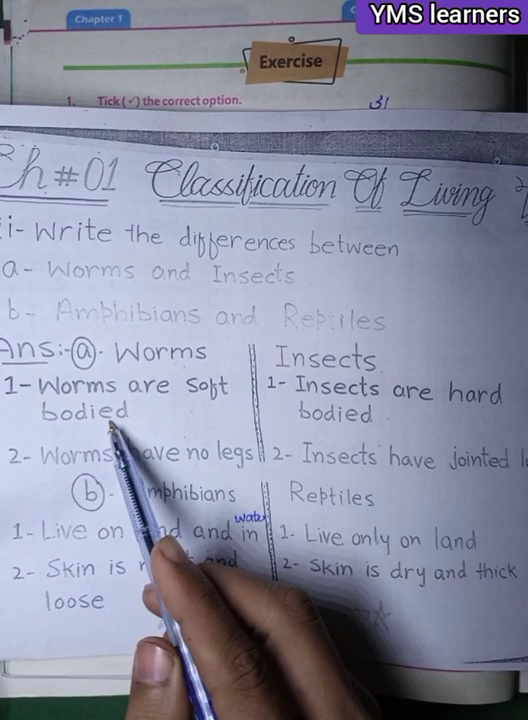 YMS learners
Chapter 1
Exercise
1. Tick (✓) the correct option.
31
Ch #01 Classification Of Living
i- Write the differences between
a- Worms and Insects
b- Amphibians and Reptiles
Ans:- (a)- Worms Insects
1- Worms are soft bodied
1- Insects are hard bodied
2- Worms have no legs
2- Insects have jointed
(b)- Amphibians Reptiles
1- Live on land and in water
1- Live only on land
2- Skin is and loose
2- Skin is dry and thick